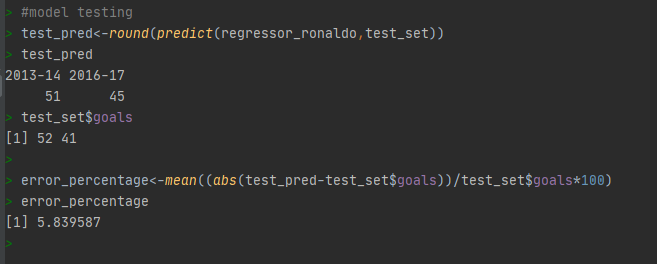 > #model testing
> test_pred<-round(predict(regressor_ronaldo,test_set))
> test_pred
2013-14 2016-17
     51      45
> test_set$goals
[1] 52 41
>
> error_percentage<-mean((abs(test_pred-test_set$goals))/test_set$goals*100)
> error_percentage
[1] 5.839587
>